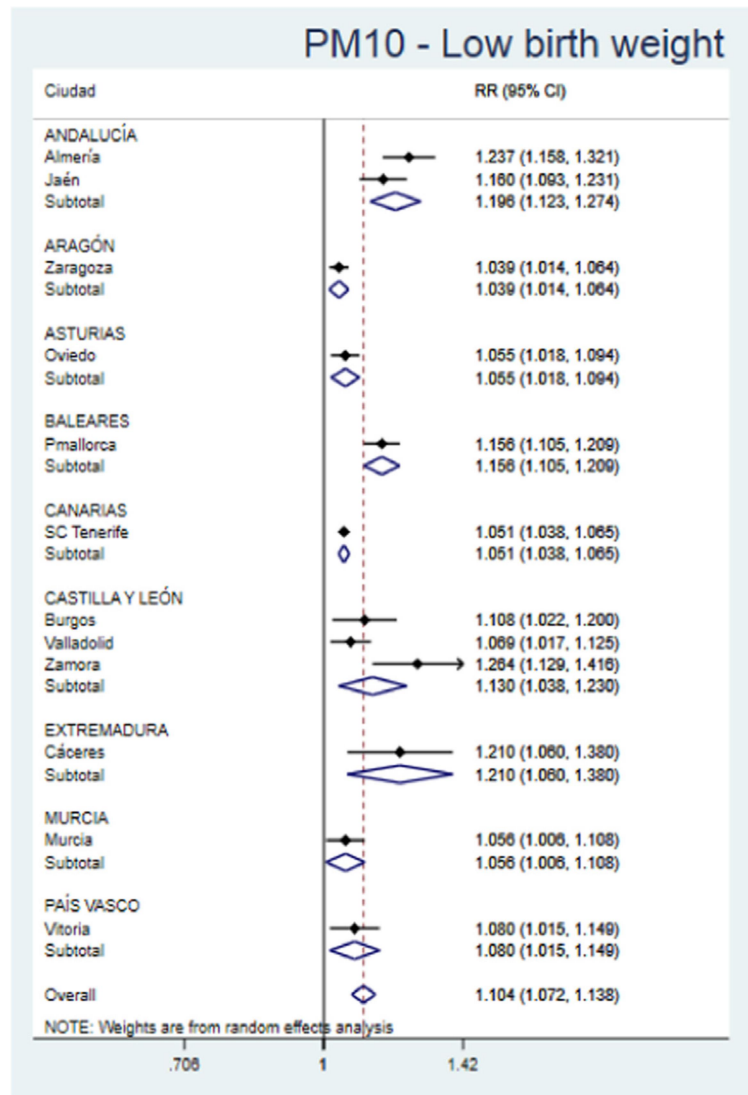 PM10 - Low birth weight
Ciudad RR (95% CI)
ANDALUCÍA
Almería 1.237 (1.158, 1.321)
Jaén 1.160 (1.093, 1.231)
Subtotal 1.196 (1.123, 1.274)
ARAGÓN
Zaragoza 1.039 (1.014, 1.064)
Subtotal 1.039 (1.014, 1.064)
ASTURIAS
Oviedo 1.055 (1.018, 1.094)
Subtotal 1.055 (1.018, 1.094)
BALEARES
Pmallorca 1.156 (1.105, 1.209)
Subtotal 1.156 (1.105, 1.209)
CANARIAS
SC Tenerife 1.051 (1.038, 1.065)
Subtotal 1.051 (1.038, 1.065)
CASTILLA Y LEÓN
Burgos 1.108 (1.022, 1.200)
Valladolid 1.069 (1.017, 1.125)
Zamora 1.264 (1.129, 1.416)
Subtotal 1.130 (1.038, 1.230)
EXTREMADURA
Cáceres 1.210 (1.060, 1.380)
Subtotal 1.210 (1.060, 1.380)
MURCIA
Murcia 1.056 (1.006, 1.108)
Subtotal 1.056 (1.006, 1.108)
PAÍS VASCO
Vitoria 1.080 (1.015, 1.149)
Subtotal 1.080 (1.015, 1.149)
Overall 1.104 (1.072, 1.138)
NOTE: Weights are from random effects analysis
.706 1 1.42